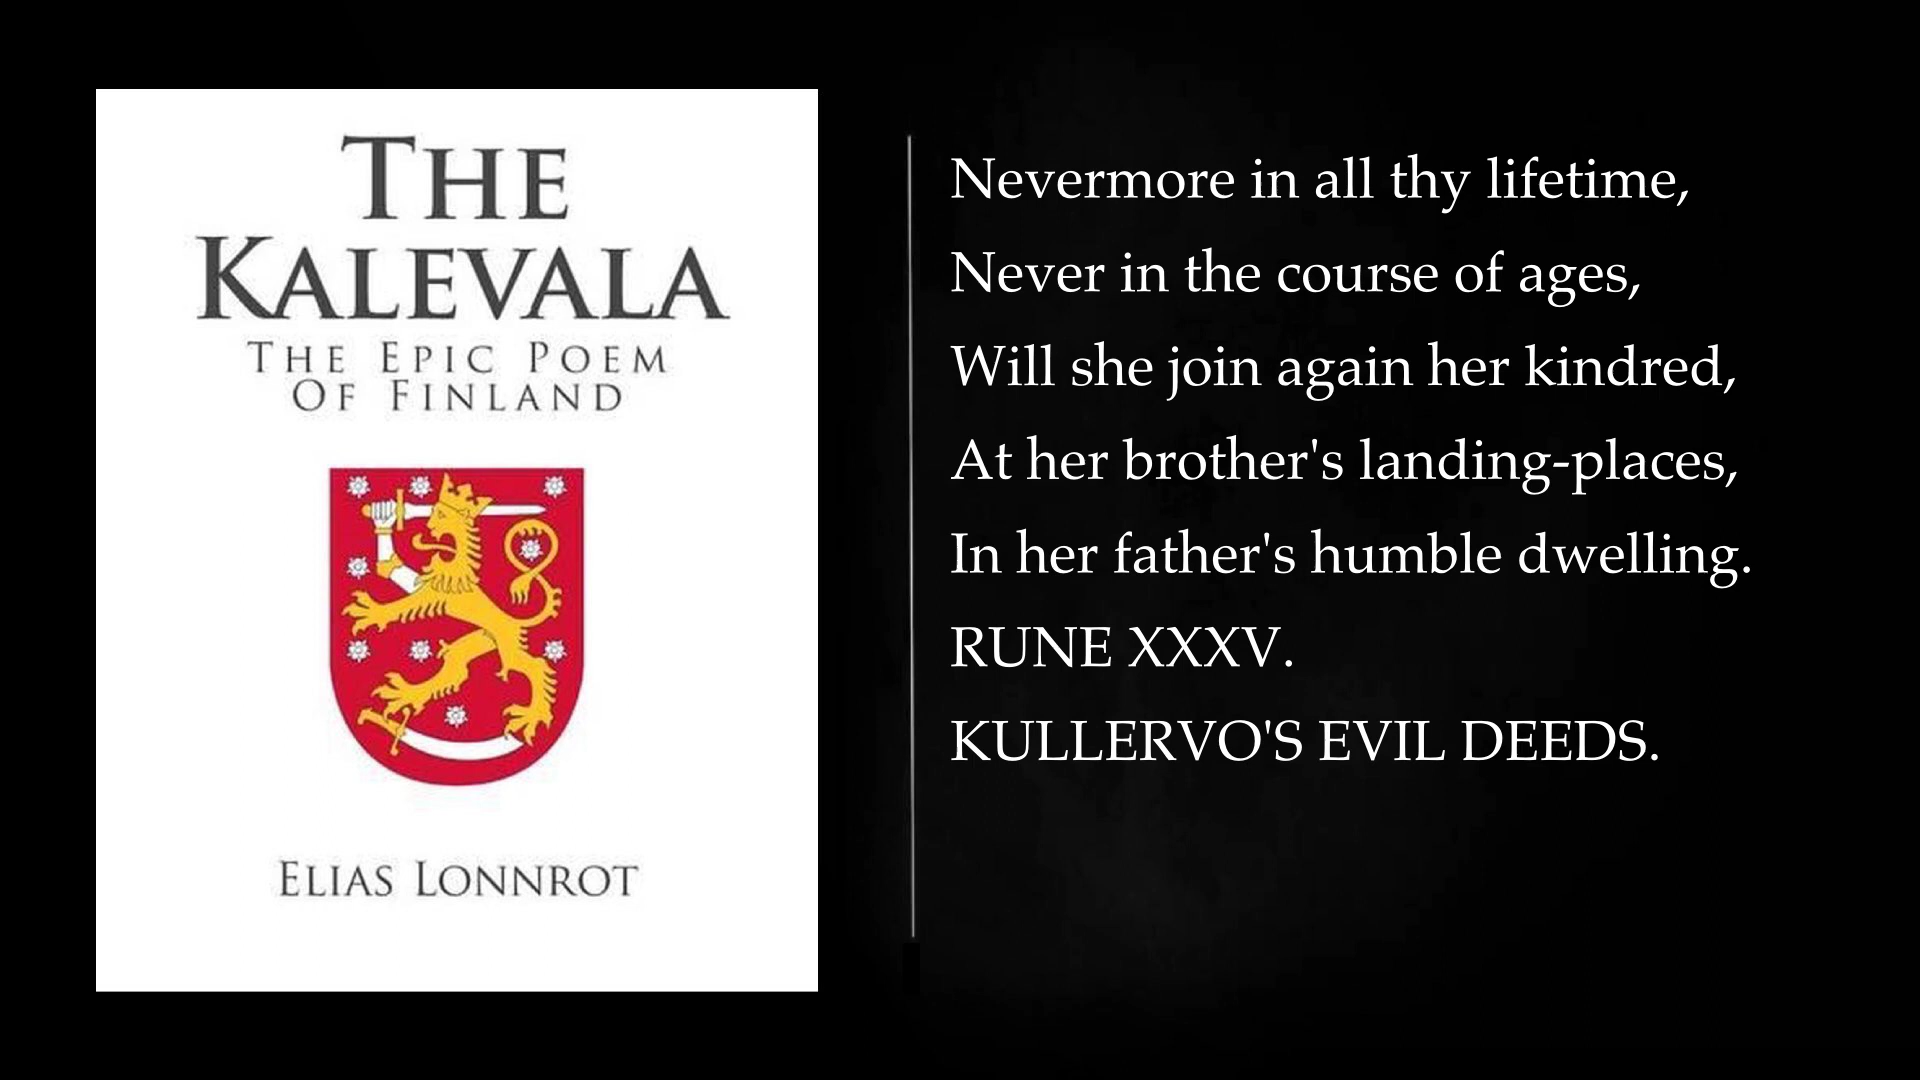 THE
KALEVALA
THE EPIC POEM
OF FINLAND
ELIAS LONNROT
Nevermore in all thy lifetime,
Never in the course of ages,
Will she join again her kindred,
At her brother's landing-places,
In her father's humble dwelling.
RUNE XXXV.
KULLERVO'S EVIL DEEDS.